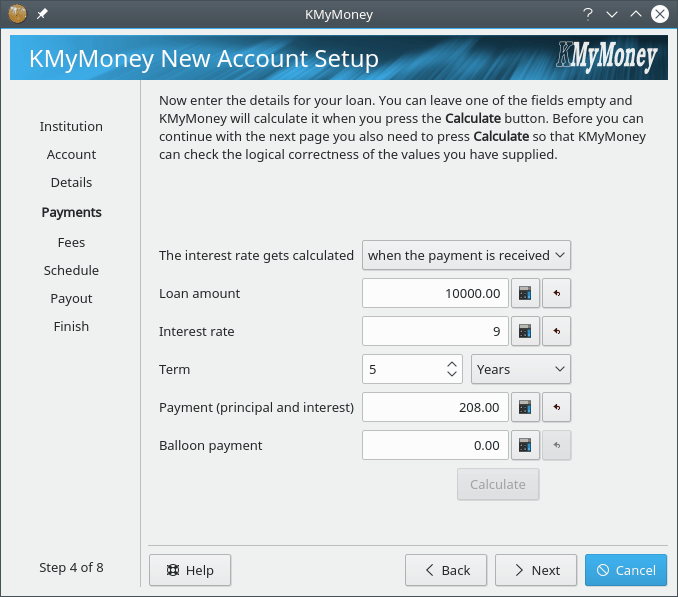 KMyMoney
KMyMoney New Account Setup
KMyMoney
Institution
Account
Details
Payments
Fees
Schedule
Payout
Finish
Step 4 of 8
Now enter the details for your loan. You can leave one of the fields empty and
KMyMoney will calculate it when you press the Calculate button. Before you can
continue with the next page you also need to press Calculate so that KMyMoney
can check the logical correctness of the values you have supplied.
The interest rate gets calculated when the payment is received
Loan amount 10000.00
Interest rate 9
Term 5 Years
Payment (principal and interest) 208.00
Balloon payment 0.00
Calculate
Help Back Next Cancel